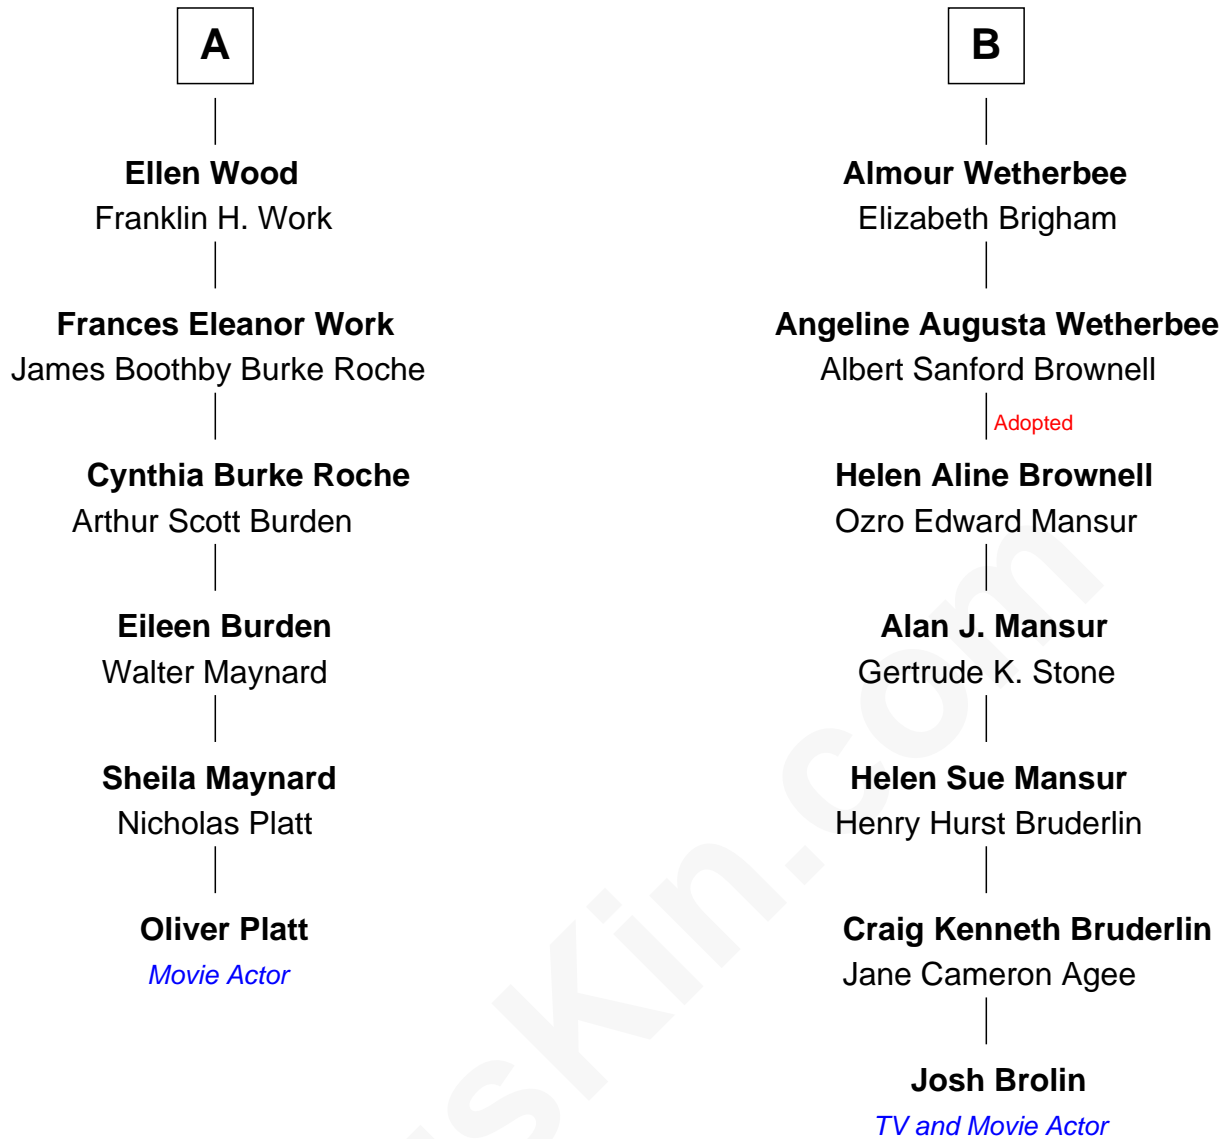 A
Ellen Wood
Franklin H. Work
Frances Eleanor Work
James Boothby Burke Roche
Cynthia Burke Roche
Arthur Scott Burden
Eileen Burden
Walter Maynard
Sheila Maynard
Nicholas Platt
Oliver Platt
Movie Actor
B
Almour Wetherbee
Elizabeth Brigham
Angeline Augusta Wetherbee
Albert Sanford Brownell
Adopted
Helen Aline Brownell
Ozro Edward Mansur
Alan J. Mansur
Gertrude K. Stone
Helen Sue Mansur
Henry Hurst Bruderlin
Craig Kenneth Bruderlin
Jane Cameron Agee
Josh Brolin
TV and Movie Actor
sKin.com